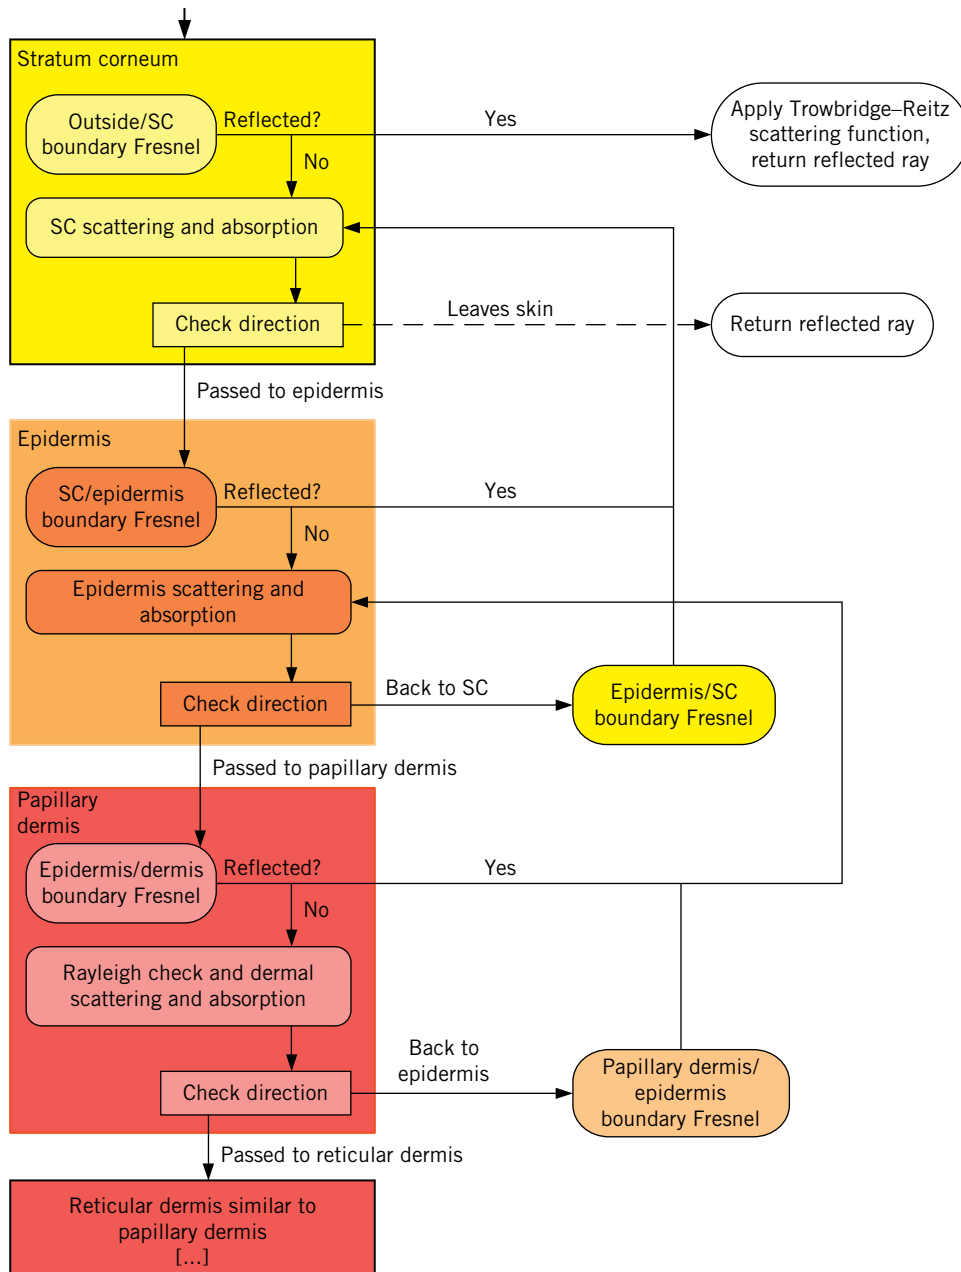 Stratum corneum
Outside/SC
boundary Fresnel
Reflected?
Yes
No
Apply Trowbridge–Reitz
scattering function,
return reflected ray
SC scattering and absorption
Check direction
Leaves skin
Return reflected ray
Passed to epidermis
Epidermis
SC/epidermis
boundary Fresnel
Reflected?
Yes
No
Epidermis scattering and
absorption
Check direction
Back to SC
Epidermis/SC
boundary Fresnel
Passed to papillary dermis
Papillary
dermis
Epidermis/dermis
boundary Fresnel
Reflected?
Yes
No
Rayleigh check and dermal
scattering and absorption
Check direction
Back to
epidermis
Papillary dermis/
epidermis
boundary Fresnel
Passed to reticular dermis
Reticular dermis similar to
papillary dermis
[...]